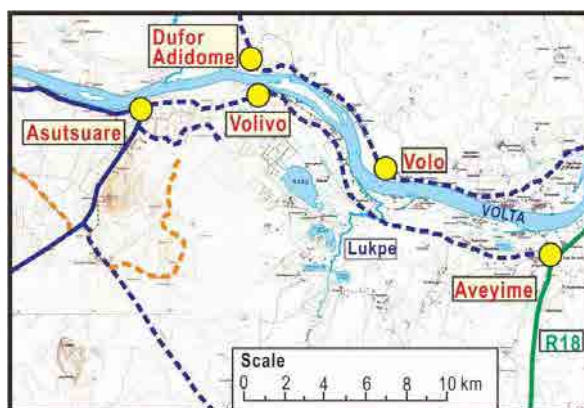 Dufor
Adidome
Asutsuare
Volivo
Volo
VOLTA
Lukpe
Aveyime
R18
Scale
0 2 4 6 8 10 km